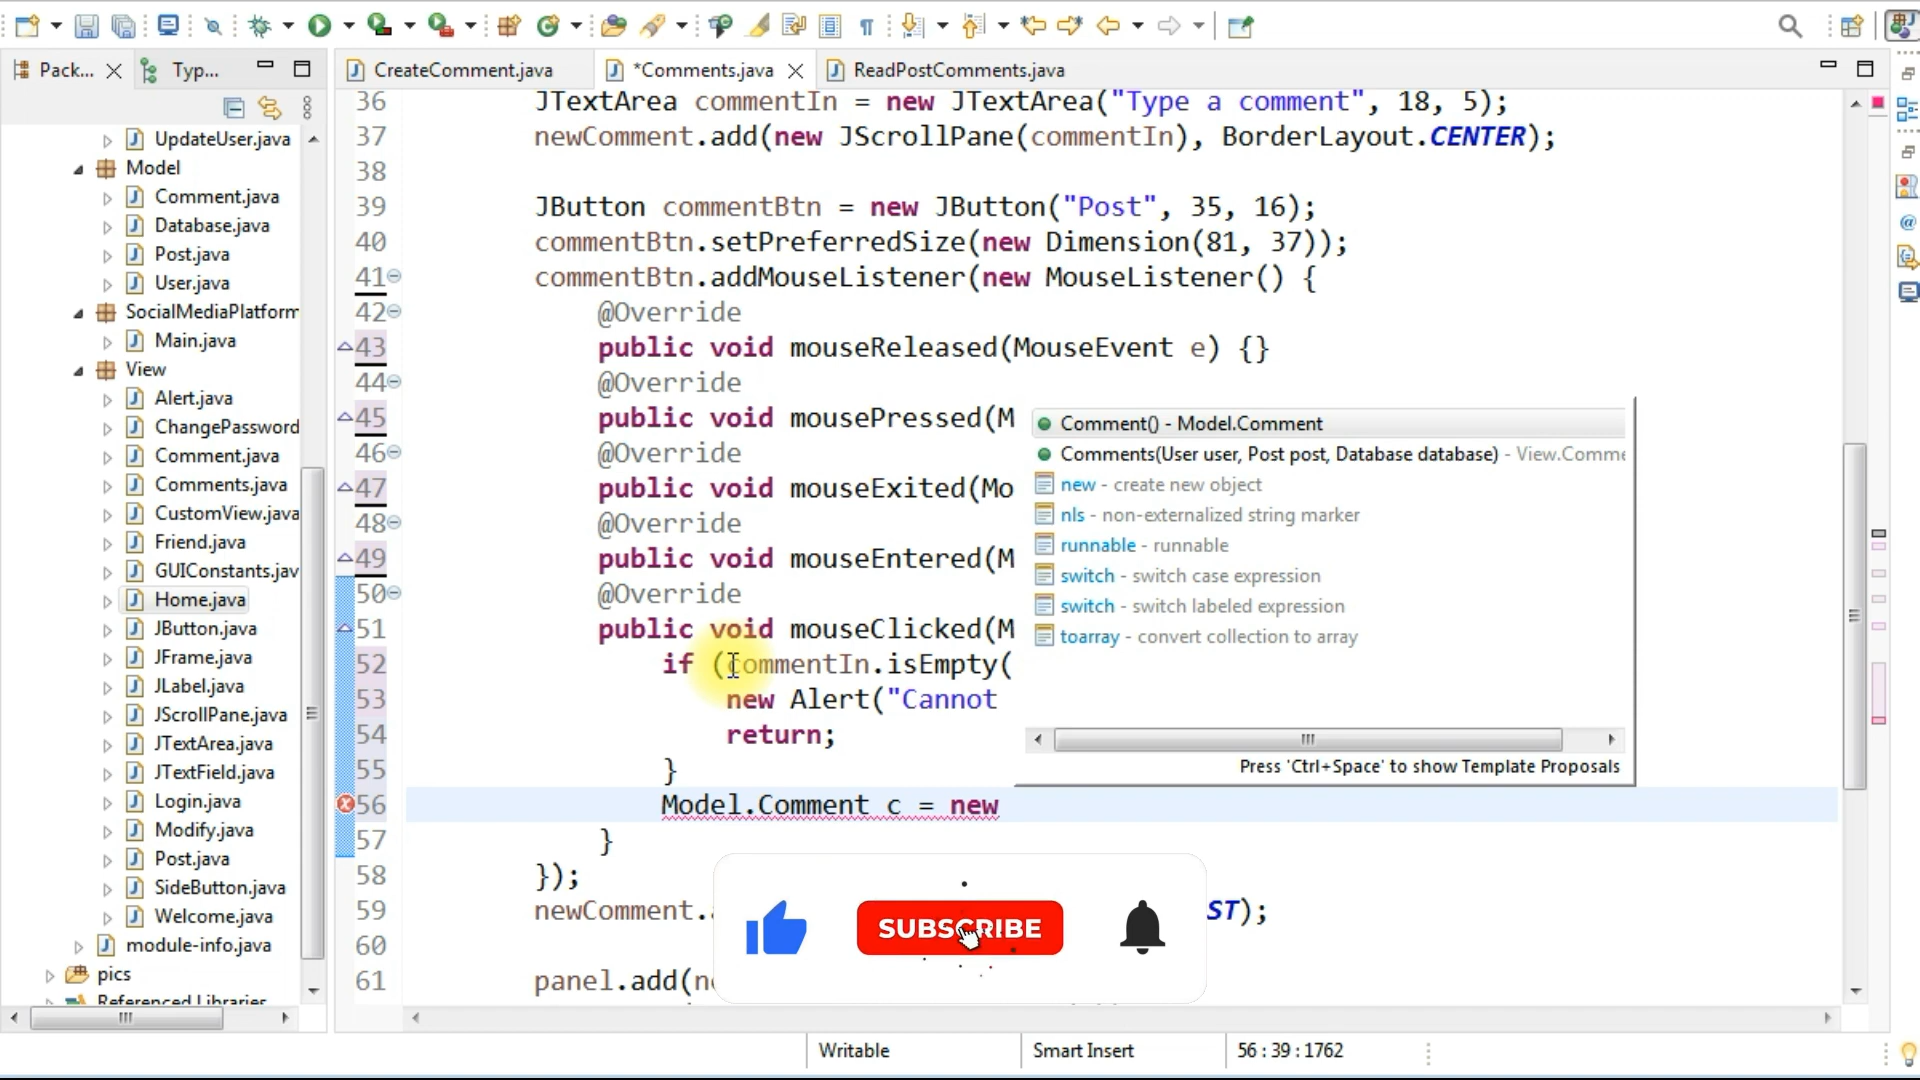 Pack...
Typ...
CreateComment.java
*Comments.java
ReadPostComments.java
UpdateUser.java
Model
Comment.java
Database.java
Post.java
User.java
SocialMediaPlatform
Main.java
View
Alert.java
ChangePassword
Comment.java
Comments.java
CustomView.java
Friend.java
GUIConstants.jav
Home.java
JButton.java
JFrame.java
JLabel.java
JScrollPane.java
JTextArea.java
JTextField.java
Login.java
Modify.java
Post.java
SideButton.java
Welcome.java
module-info.java
pics
Referenced Libraries
36 JTextArea commentIn = new JTextArea("Type a comment", 18, 5);
37 newComment.add(new JScrollPane(commentIn), BorderLayout.CENTER);
38
39 JButton commentBtn = new JButton("Post", 35, 16);
40 commentBtn.setPreferredSize(new Dimension(81, 37));
41 commentBtn.addMouseListener(new MouseListener() {
42 @Override
43 public void mouseReleased(MouseEvent e) {}
44 @Override
45 public void mousePressed(M
46 @Override
47 public void mouseExited(Mo
48 @Override
49 public void mouseEntered(M
50 @Override
51 public void mouseClicked(M
52 if (commentIn.isEmpty(
53 new Alert("Cannot
54 return;
55 }
56 Model.Comment c = new
57 }
58 });
59 newComment. ST);
60
61 panel.add(
Comment() - Model.Comment
Comments(User user, Post post, Database database) - View.Comme
new - create new object
nls - non-externalized string marker
runnable - runnable
switch - switch case expression
switch - switch labeled expression
toarray - convert collection to array
Press 'Ctrl+Space' to show Template Proposals
SUBSCRIBE
Writable
Smart Insert
56 : 39 : 1762